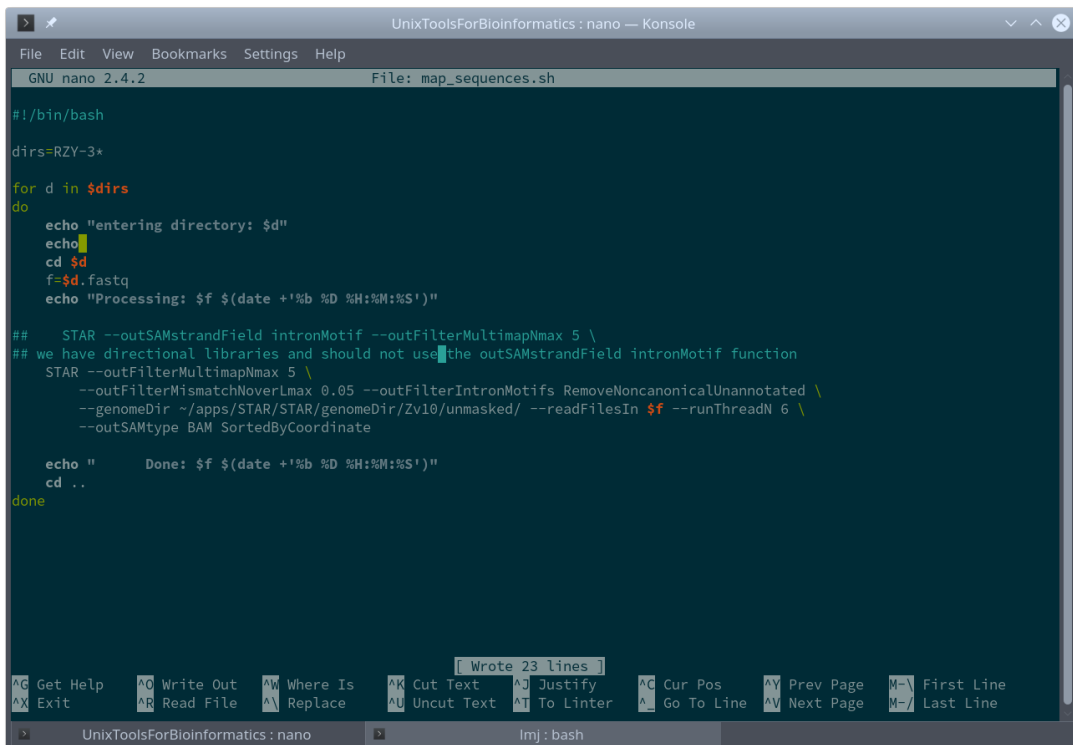 UnixToolsForBioinformatics : nano — Konsole
File Edit View Bookmarks Settings Help
GNU nano 2.4.2 File: map_sequences.sh
#!/bin/bash
dirs=RZY-3*
for d in $dirs
do
    echo "entering directory: $d"
    echo
    cd $d
    f=$d.fastq
    echo "Processing: $f $(date +'%b %D %H:%M:%S')"
##    STAR --outSAMstrandField intronMotif --outFilterMultimapNmax 5 \
## we have directional libraries and should not use the outSAMstrandField intronMotif function
    STAR --outFilterMultimapNmax 5 \
        --outFilterMismatchNoverLmax 0.05 --outFilterIntronMotifs RemoveNoncanonicalUnannotated \
        --genomeDir ~/apps/STAR/STAR/genomeDir/Zv10/unmasked/ --readFilesIn $f --runThreadN 6 \
        --outSAMtype BAM SortedByCoordinate
    echo "      Done: $f $(date +'%b %D %H:%M:%S')"
    cd ..
done
[ Wrote 23 lines ]
^G Get Help ^O Write Out ^W Where Is ^K Cut Text ^J Justify ^C Cur Pos ^Y Prev Page M-\ First Line
^X Exit ^R Read File ^\ Replace ^U Uncut Text ^T To Linter ^_ Go To Line ^V Next Page M-/ Last Line
UnixToolsForBioinformatics : nano lmj : bash